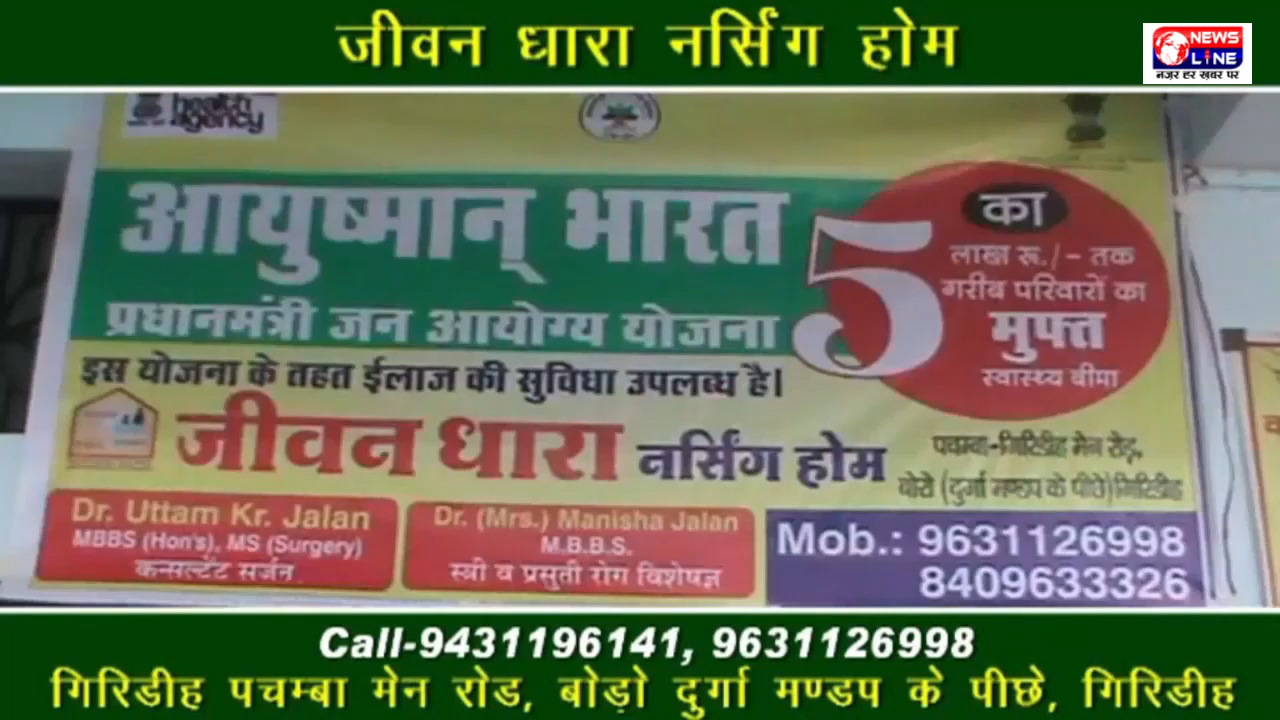 जीवन धारा नर्सिंग होम
NEWS
LINE
नज़र हर ख़बर पर
health
agency
आयुष्मान् भारत
प्रधानमंत्री जन आयोग्य योजना
5 का
लाख रू./- तक
गरीब परिवारों का
मुफ्त
स्वास्थ्य बीमा
इस योजना के तहत ईलाज की सुविधा उपलब्ध है।
जीवन धारा नर्सिंग होम
पचम्बा-गिरिडीह मेन रोड,
बोरो (दुर्गा मण्डप के पीछे) गिरिडीह
Dr. Uttam Kr. Jalan
MBBS (Hon's), MS (Surgery)
कन्सल्टेंट सर्जन
Dr. (Mrs.) Manisha Jalan
M.B.B.S.
स्त्री व प्रसुती रोग विशेषज्ञ
Mob.: 9631126998
8409633326
Call-9431196141, 9631126998
गिरिडीह पचम्बा मेन रोड, बोड़ो दुर्गा मण्डप के पीछे, गिरिडीह